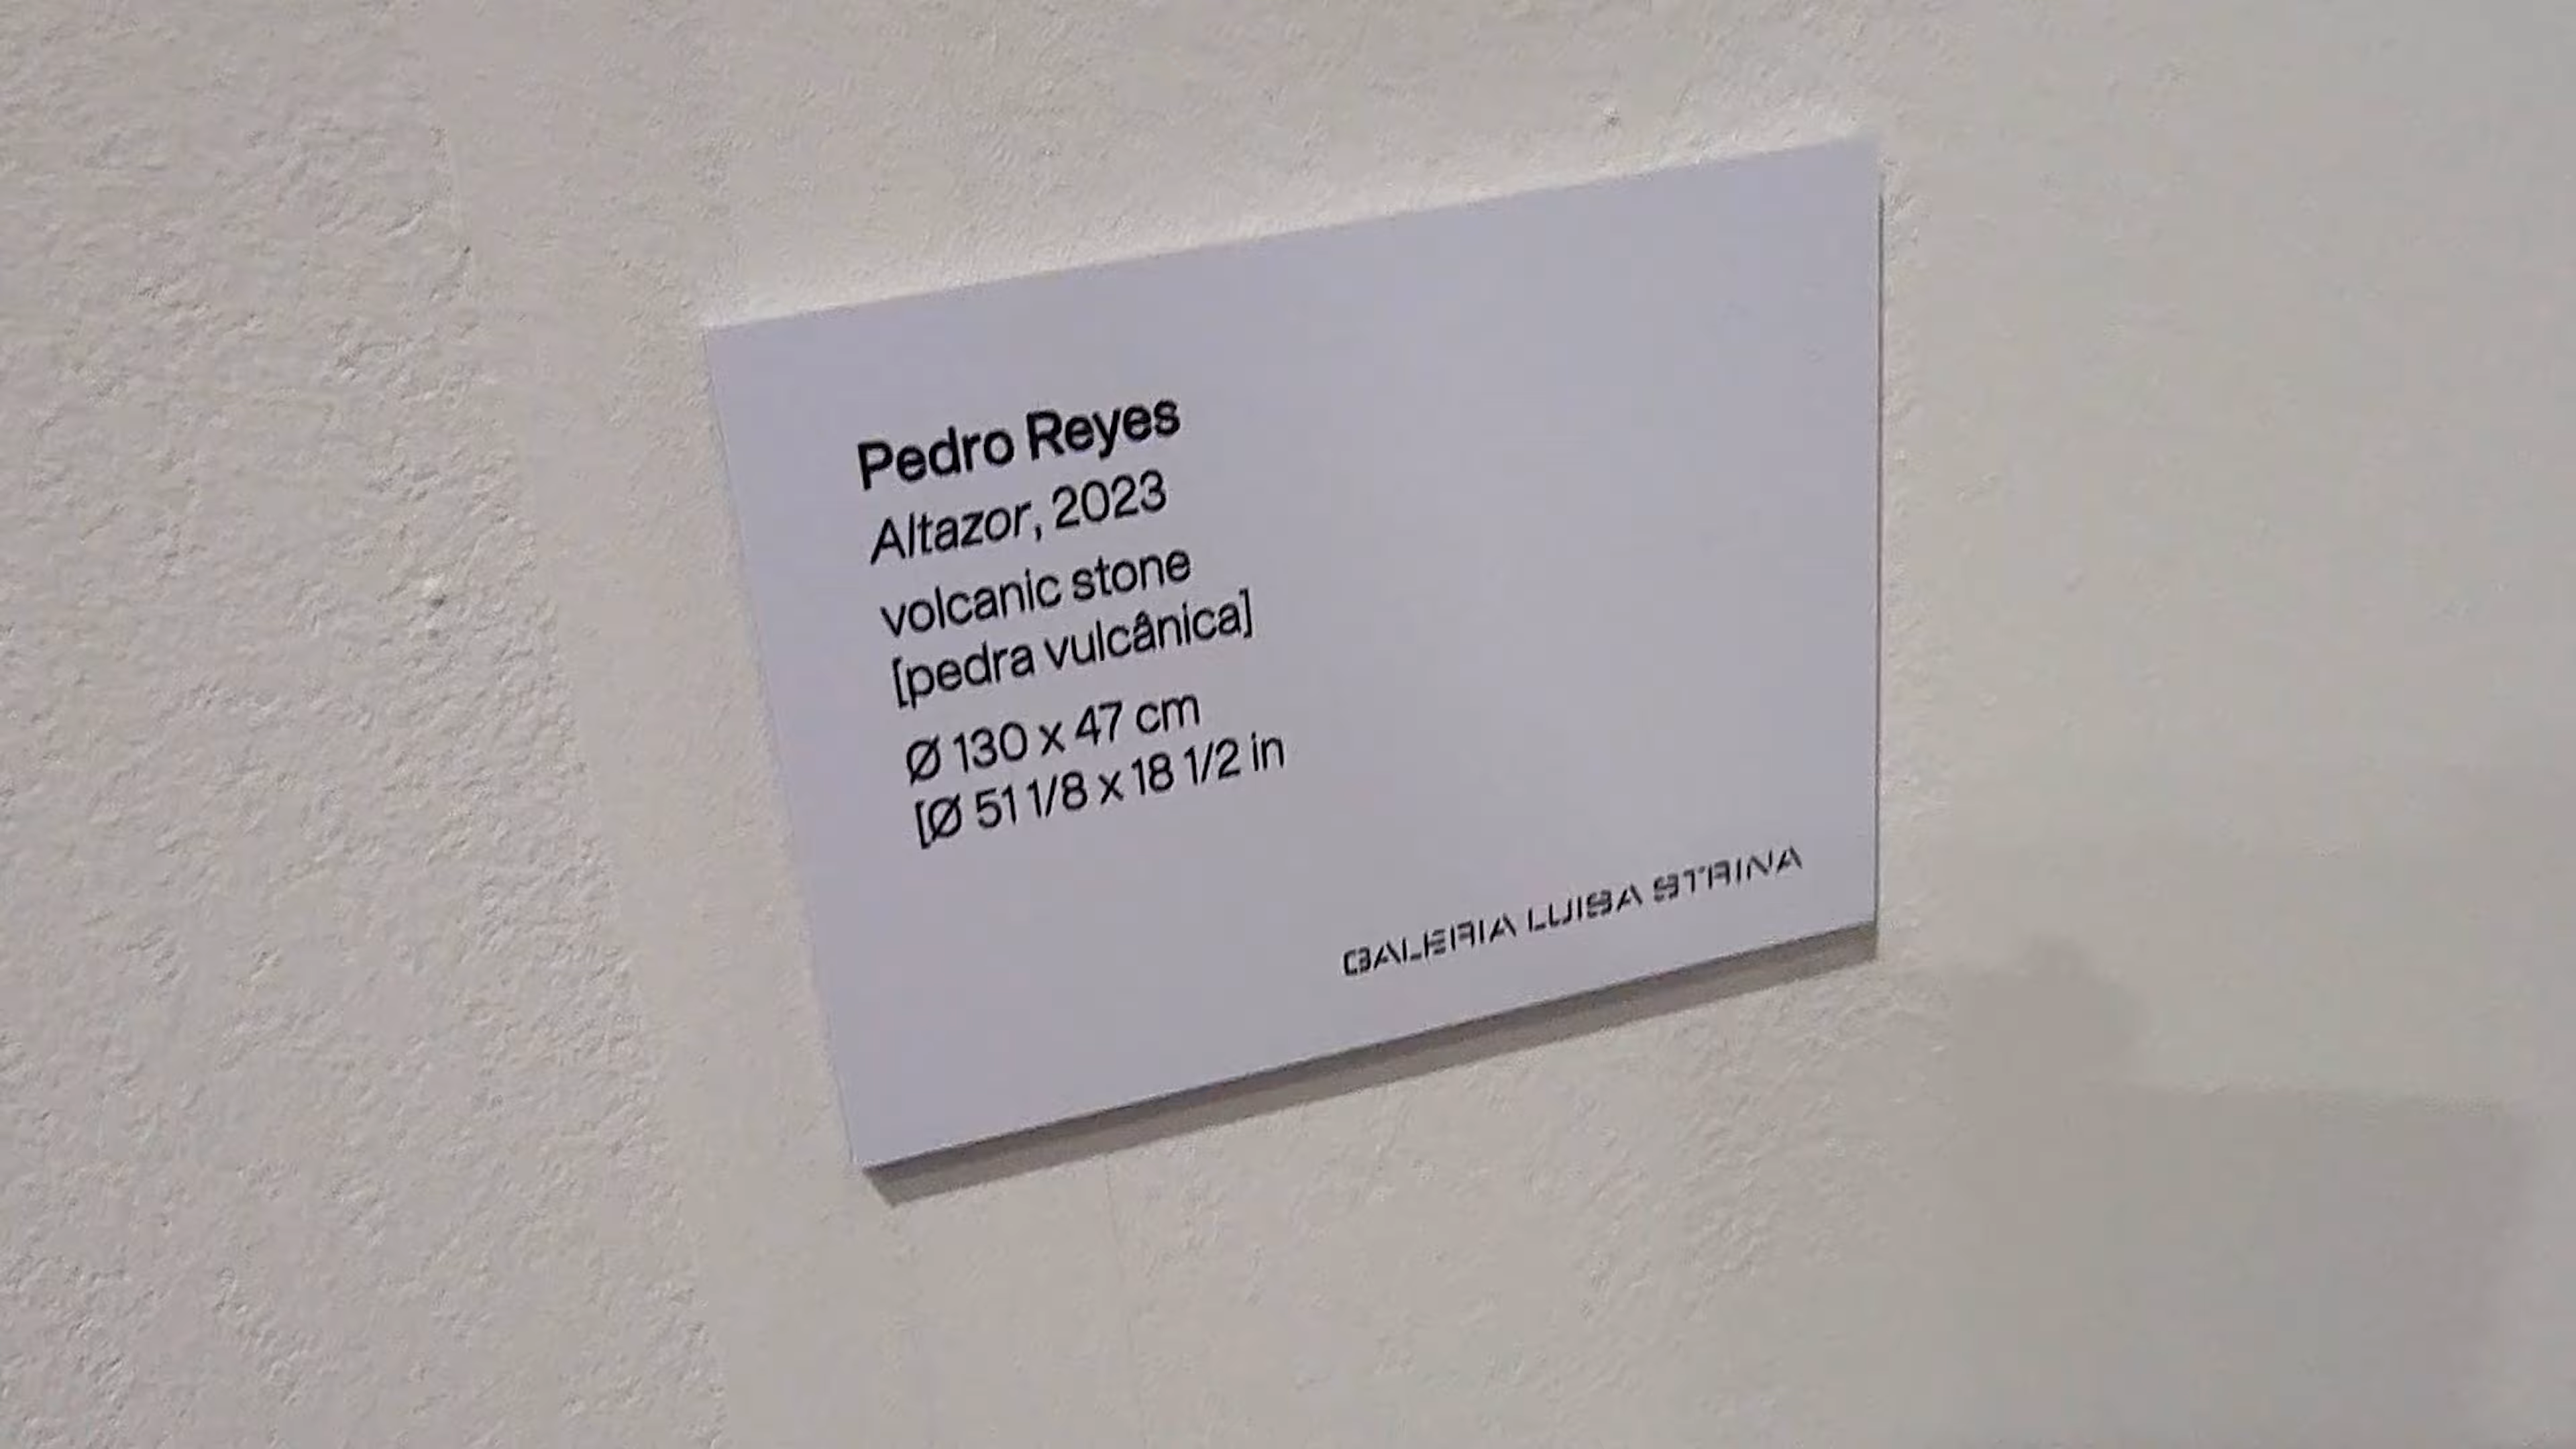 Pedro Reyes
Altazor, 2023
volcanic stone
[pedra vulcânica]
Ø 130 x 47 cm
[Ø 51 1/8 x 18 1/2 in
GALERIA LUISA STRINA